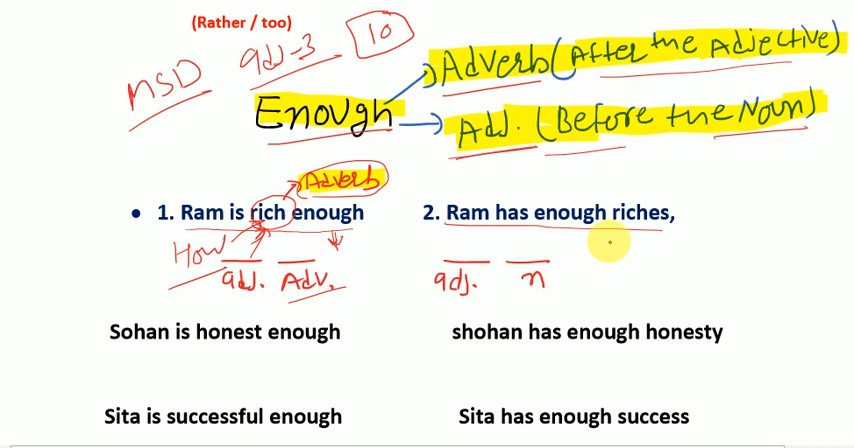 (Rather / too)
MSD adj-3 10
Adverb (After the Adjective)
Enough
Adj. (Before the Noun)
Adverb
• 1. Ram is rich enough 2. Ram has enough riches,
How
adj. Adv. adj. n
Sohan is honest enough shohan has enough honesty
Sita is successful enough Sita has enough success